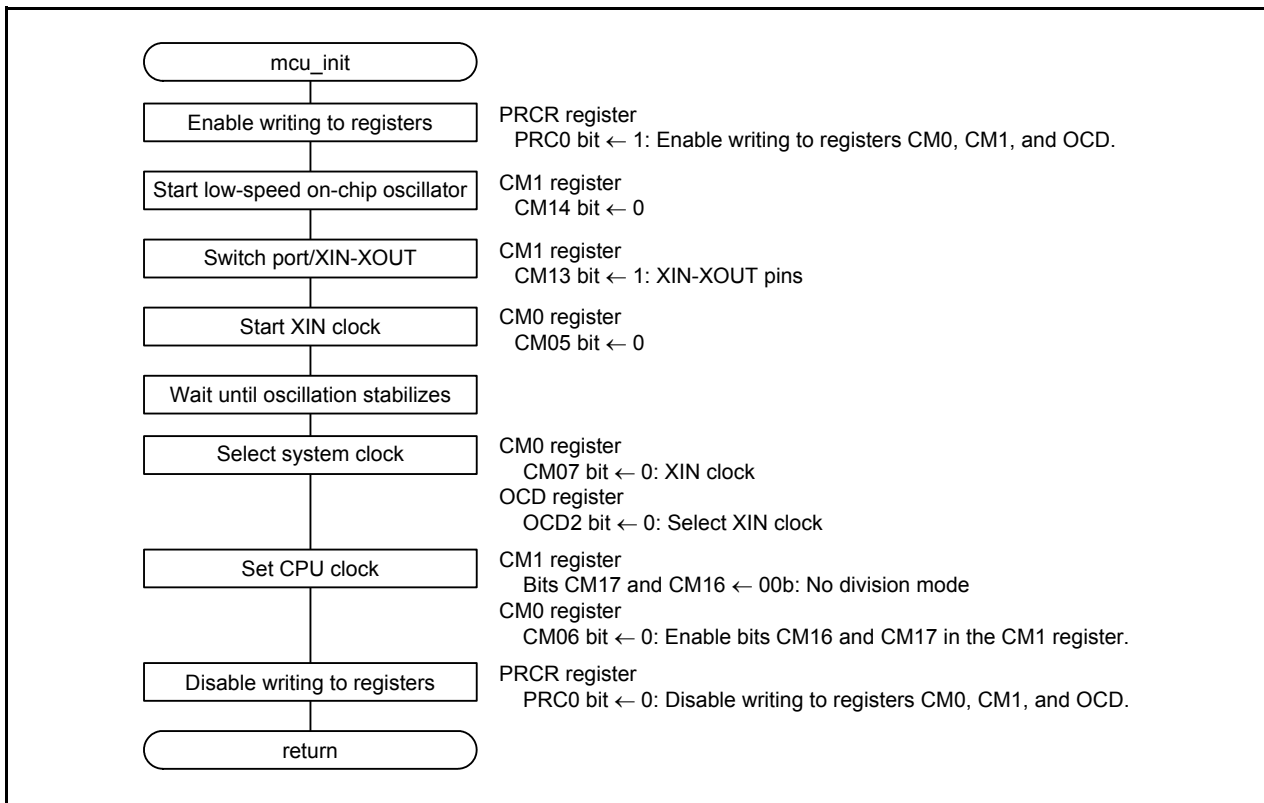 mcu_init
Enable writing to registers
PRCR register
PRC0 bit ← 1: Enable writing to registers CM0, CM1, and OCD.
Start low-speed on-chip oscillator
CM1 register
CM14 bit ← 0
Switch port/XIN-XOUT
CM1 register
CM13 bit ← 1: XIN-XOUT pins
Start XIN clock
CM0 register
CM05 bit ← 0
Wait until oscillation stabilizes
Select system clock
CM0 register
CM07 bit ← 0: XIN clock
OCD register
OCD2 bit ← 0: Select XIN clock
Set CPU clock
CM1 register
Bits CM17 and CM16 ← 00b: No division mode
CM0 register
CM06 bit ← 0: Enable bits CM16 and CM17 in the CM1 register.
Disable writing to registers
PRCR register
PRC0 bit ← 0: Disable writing to registers CM0, CM1, and OCD.
return